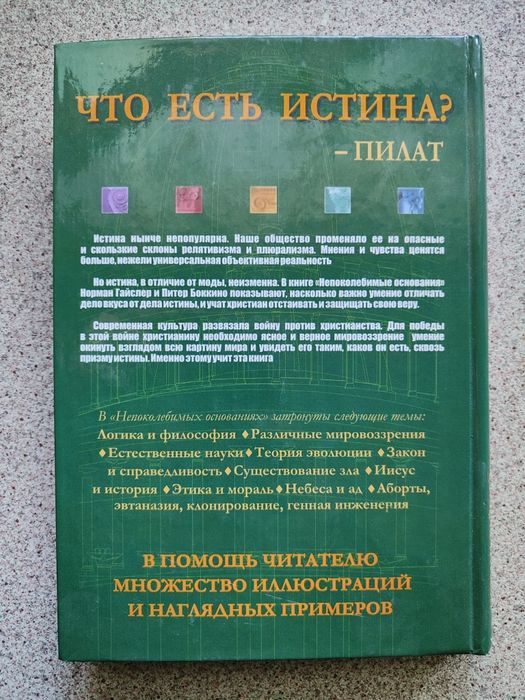 ЧТО ЕСТЬ ИСТИНА?
– ПИЛАТ
Истина нынче непопулярна. Наше общество променяло ее на опасные
и скользкие склоны релятивизма и плюрализма. Мнения и чувства ценятся
больше, нежели универсальная объективная реальность
Но истина, в отличие от моды, неизменна. В книге «Непоколебимые основания»
Норман Гайслер и Питер Боккино показывают, насколько важно умение отличать
дело вкуса от дела истины, и учат христиан отстаивать и защищать свою веру.
Современная культура развязала войну против христианства. Для победы
в этой войне христианину необходимо ясное и верное мировоззрение умение
окинуть взглядом всю картину мира и увидеть его таким, каков он есть, сквозь
призму истины. Именно этому учит эта книга
В «Непоколебимых основаниях» затронуты следующие темы:
Логика и философия ♦ Различные мировоззрения
♦ Естественные науки ♦ Теория эволюции ♦ Закон
и справедливость ♦ Существование зла ♦ Иисус
и история ♦ Этика и мораль ♦ Небеса и ад ♦ Аборты,
эвтаназия, клонирование, генная инженерия
В ПОМОЩЬ ЧИТАТЕЛЮ
МНОЖЕСТВО ИЛЛЮСТРАЦИЙ
И НАГЛЯДНЫХ ПРИМЕРОВ